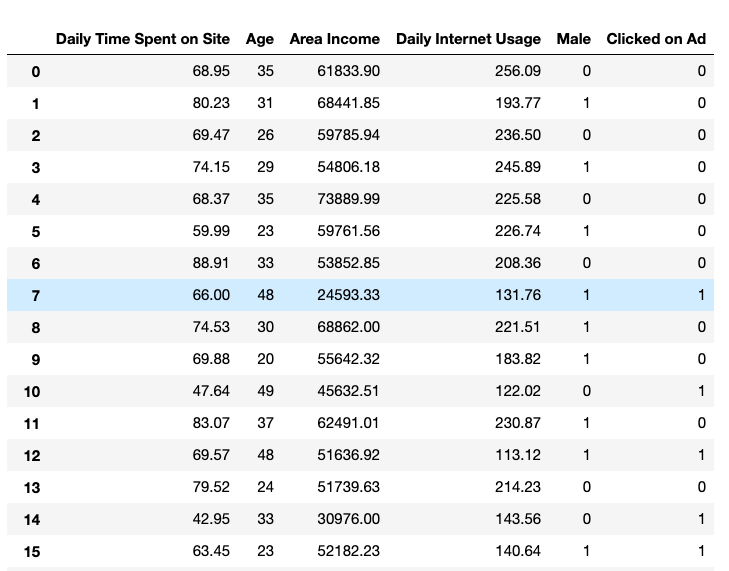 Daily Time Spent on Site Age Area Income Daily Internet Usage Male Clicked on Ad
0 68.95 35 61833.90 256.09 0 0
1 80.23 31 68441.85 193.77 1 0
2 69.47 26 59785.94 236.50 0 0
3 74.15 29 54806.18 245.89 1 0
4 68.37 35 73889.99 225.58 0 0
5 59.99 23 59761.56 226.74 1 0
6 88.91 33 53852.85 208.36 0 0
7 66.00 48 24593.33 131.76 1 1
8 74.53 30 68862.00 221.51 1 0
9 69.88 20 55642.32 183.82 1 0
10 47.64 49 45632.51 122.02 0 1
11 83.07 37 62491.01 230.87 1 0
12 69.57 48 51636.92 113.12 1 1
13 79.52 24 51739.63 214.23 0 0
14 42.95 33 30976.00 143.56 0 1
15 63.45 23 52182.23 140.64 1 1